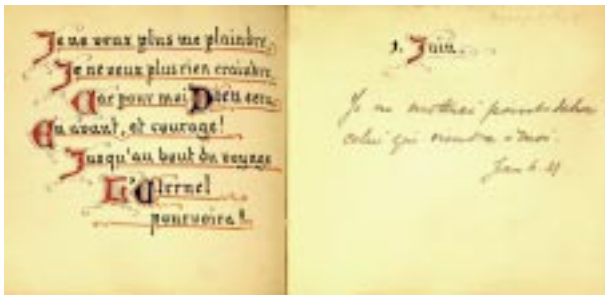 Je ne veux plus me plaindre,
Je ne veux plus rien craindre,
Car pour moi Dieu sera,
En avant, et courage!
Jusqu'au bout du voyage
L'Eternel
pourvoira!
1. Juin.
Je ne mettrai point dehors
celui qui viendra à moi.
Jean 6. 37